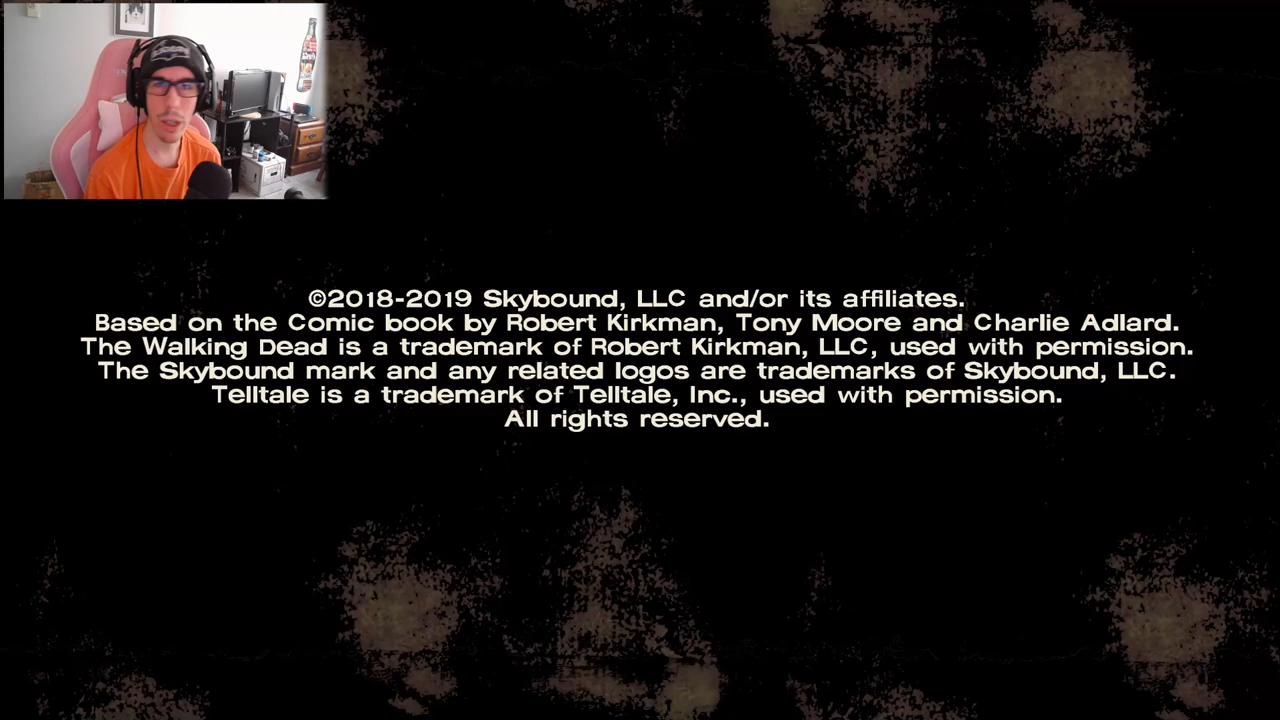 ©2018-2019 Skybound, LLC and/or its affiliates.
Based on the Comic book by Robert Kirkman, Tony Moore and Charlie Adlard.
The Walking Dead is a trademark of Robert Kirkman, LLC, used with permission.
The Skybound mark and any related logos are trademarks of Skybound, LLC.
Telltale is a trademark of Telltale, Inc., used with permission.
All rights reserved.